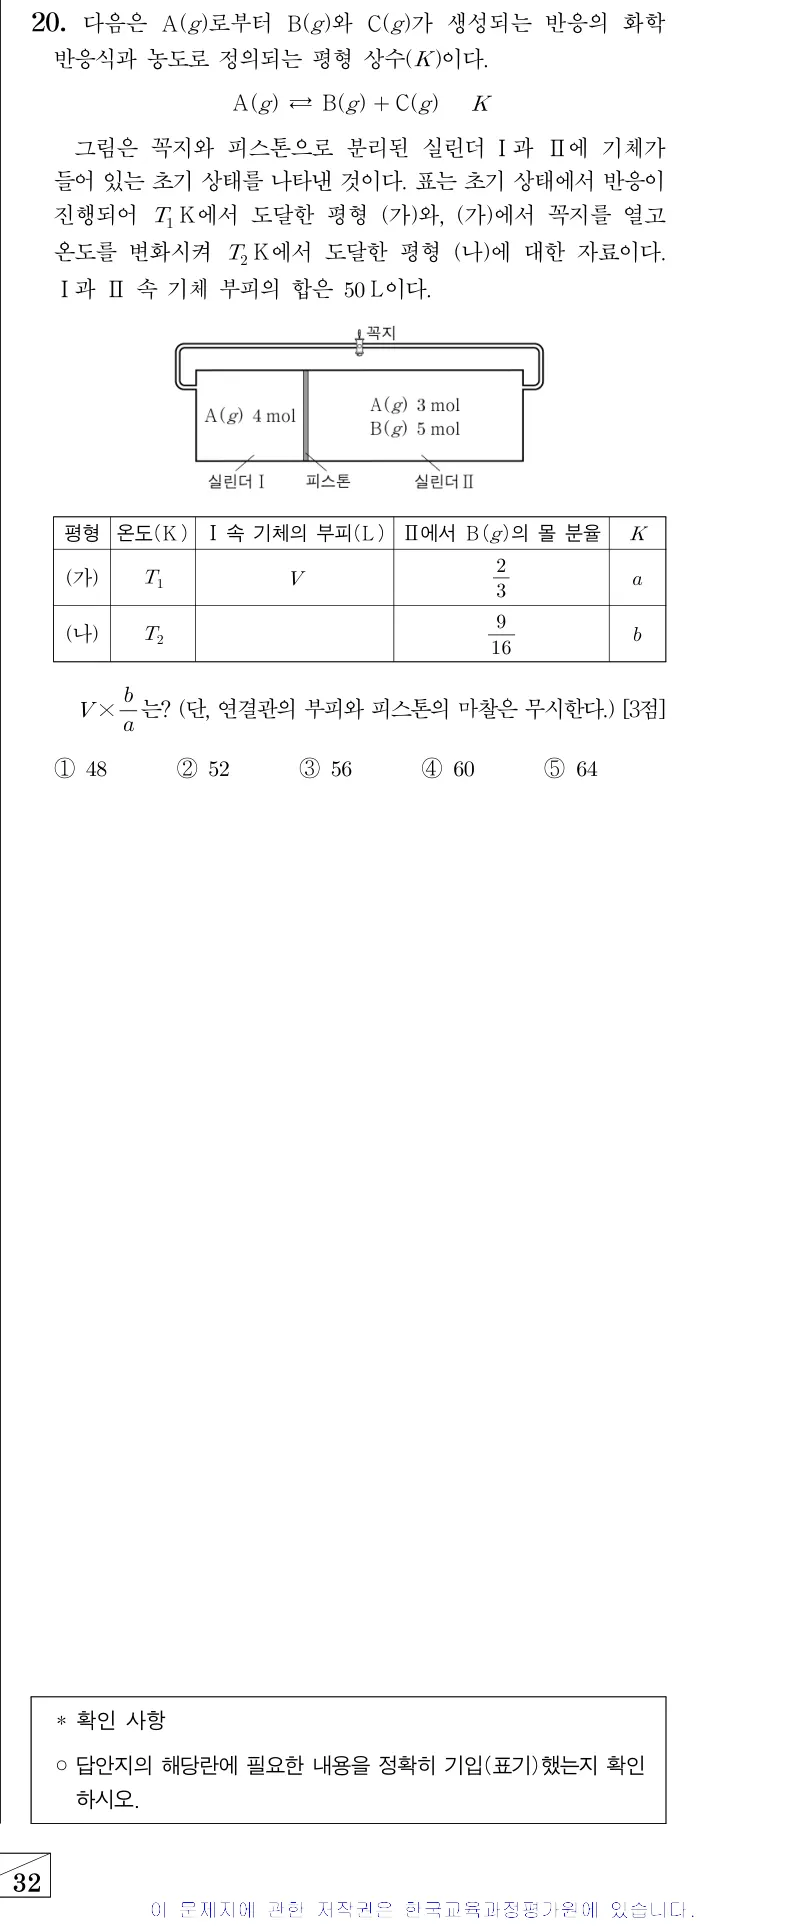 20. 다음은 A(g)로부터 B(g)와 C(g)가 생성되는 반응의 화학
반응식과 농도로 정의되는 평형 상수(K)이다.
A(g) ⇄ B(g) + C(g) K
그림은 꼭지와 피스톤으로 분리된 실린더 Ⅰ과 Ⅱ에 기체가
들어 있는 초기 상태를 나타낸 것이다. 표는 초기 상태에서 반응이
진행되어 T₁K에서 도달한 평형 (가)와, (가)에서 꼭지를 열고
온도를 변화시켜 T₂K에서 도달한 평형 (나)에 대한 자료이다.
Ⅰ과 Ⅱ 속 기체 부피의 합은 50 L이다.
꼭지
A(g) 4 mol
A(g) 3 mol
B(g) 5 mol
실린더 Ⅰ 피스톤 실린더 Ⅱ
평형 온도(K) Ⅰ 속 기체의 부피(L) Ⅱ에서 B(g)의 몰 분율 K
(가) T₁ V 2/3 a
(나) T₂ 9/16 b
V× b/a 는? (단, 연결관의 부피와 피스톤의 마찰은 무시한다.) [3점]
① 48 ② 52 ③ 56 ④ 60 ⑤ 64
* 확인 사항
○ 답안지의 해당란에 필요한 내용을 정확히 기입(표기)했는지 확인
하시오.
32
이 문제지에 관한 저작권은 한국교육과정평가원에 있습니다.